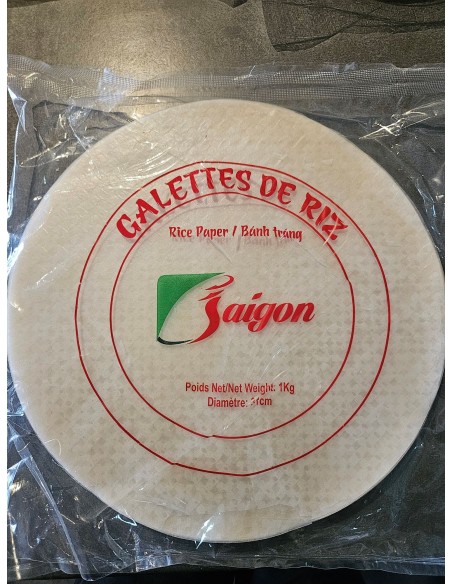 GALETTES DE RIZ
Rice Paper / Bánh tráng
Saigon
Poids Net/Net Weight: 1Kg
Diamètre: